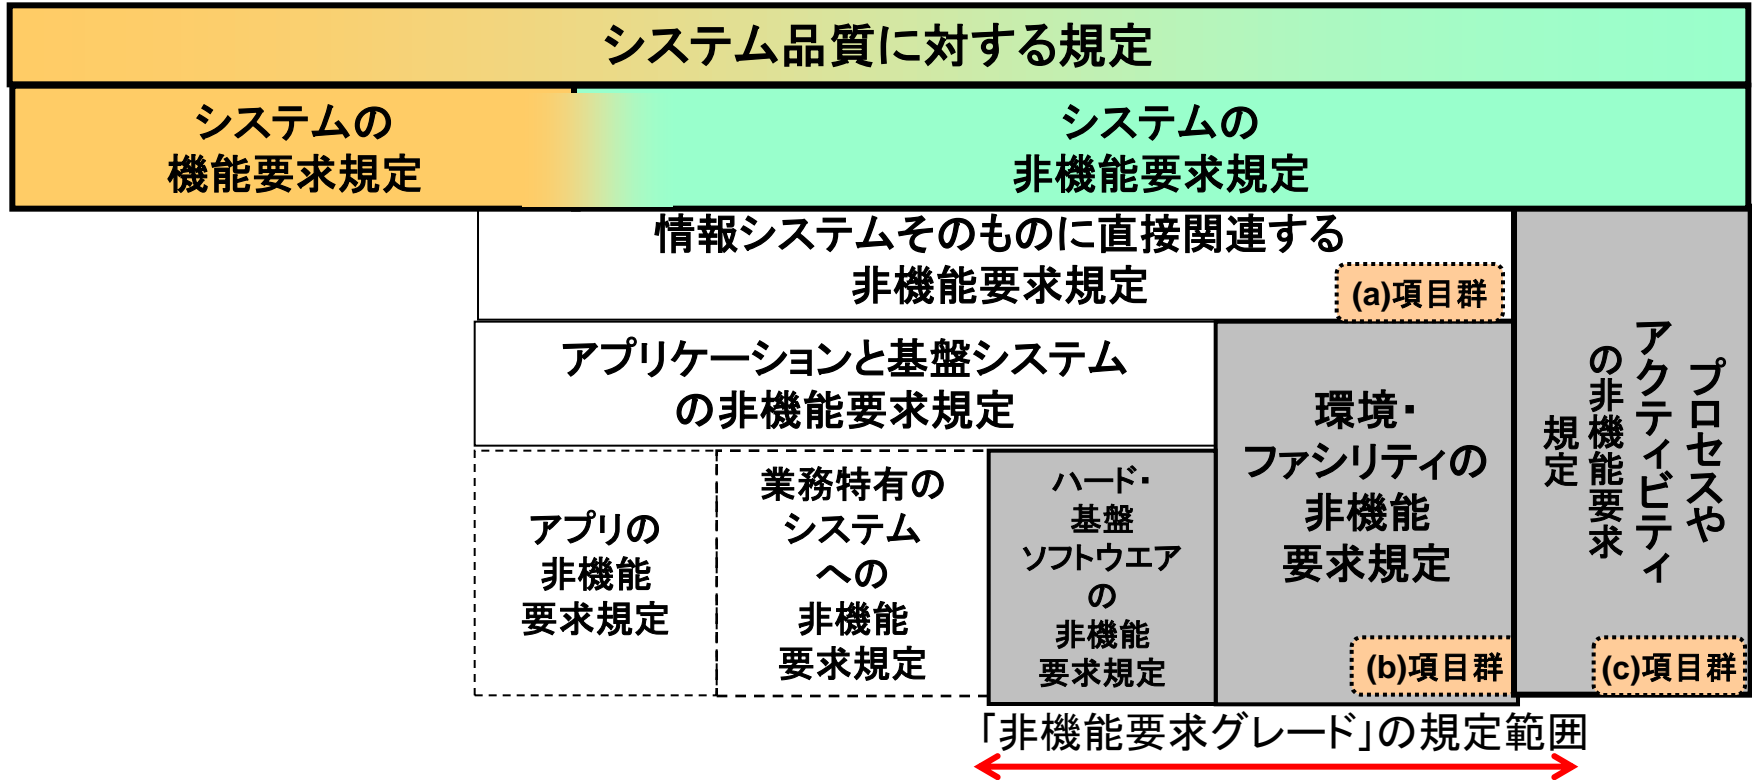 システム品質に対する規定
システムの
機能要求規定
システムの
非機能要求規定
情報システムそのものに直接関連する
非機能要求規定
(a)項目群
アプリケーションと基盤システム
の非機能要求規定
アプリの
非機能
要求規定
業務特有の
システム
への
非機能
要求規定
ハード・
基盤
ソフトウエア
の
非機能
要求規定
環境・
ファシリティの
非機能
要求規定
(b)項目群
プロセスや
アクティビティ
の非機能要求
規定
(c)項目群
「非機能要求グレード」の規定範囲